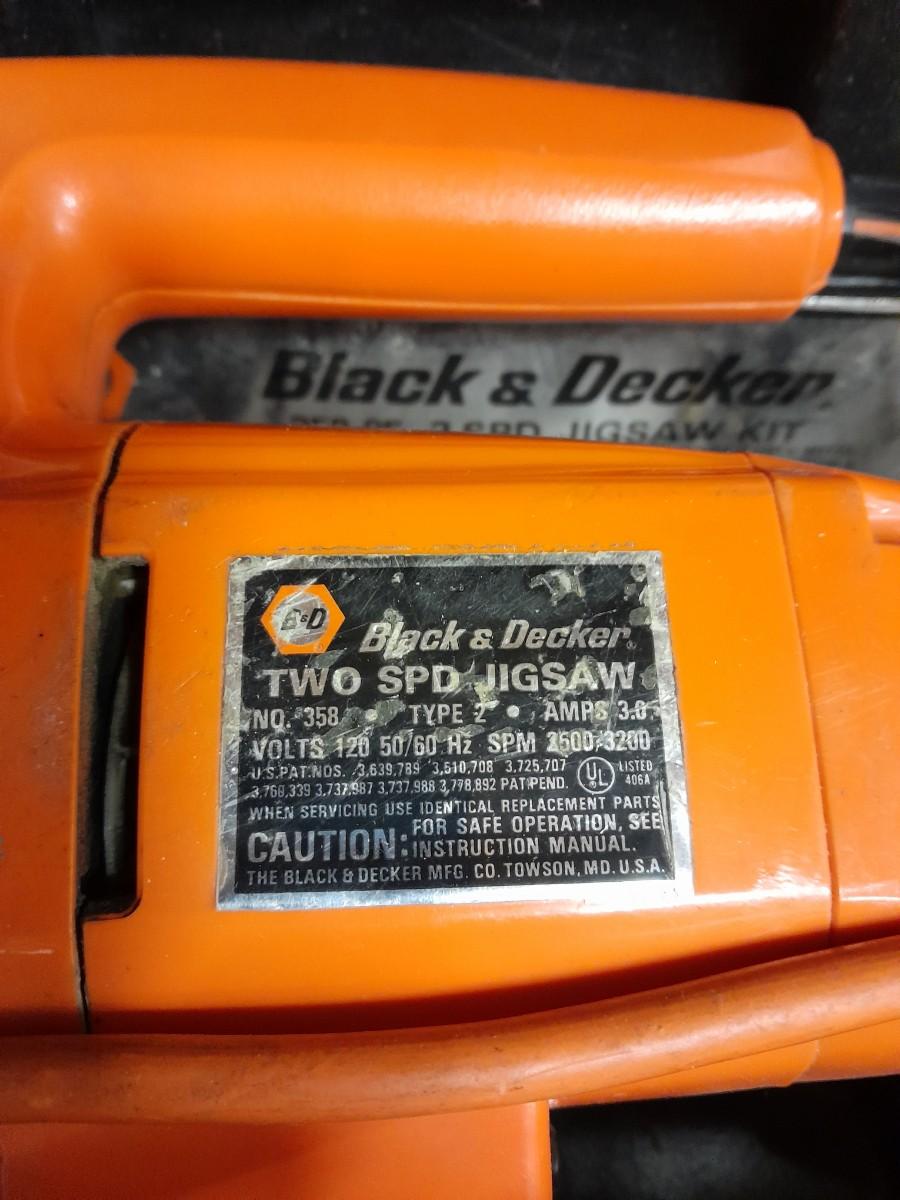 Black & Decker
2 SPD. JIGSAW KIT
B&D
Black & Decker
TWO SPD JIGSAW
NO. 358 • TYPE 2 • AMPS 3.0
VOLTS 120 50/60 Hz SPM 2500/3200
U.S.PAT.NOS. 3,639,789 3,610,708 3,725,707
3,768,339 3,737,987 3,737,988 3,778,892 PAT.PEND.
UL
LISTED
406A
WHEN SERVICING USE IDENTICAL REPLACEMENT PARTS
CAUTION: FOR SAFE OPERATION, SEE
INSTRUCTION MANUAL.
THE BLACK & DECKER MFG. CO. TOWSON, MD. U.S.A.